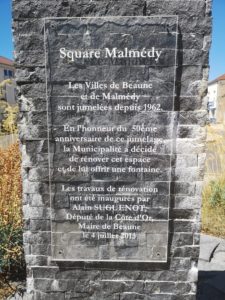 Square Malmédy
Les Villes de Beaune
et de Malmédy
sont jumelées depuis 1962.
En l'honneur du 50ème
anniversaire de ce jumelage,
la Municipalité a décidé
de rénover cet espace
et de lui offrir une fontaine.
Les travaux de rénovation
ont été inaugurés par
Alain SUGUENOT,
Député de la Côte d'Or,
Maire de Beaune
le 4 juillet 2013